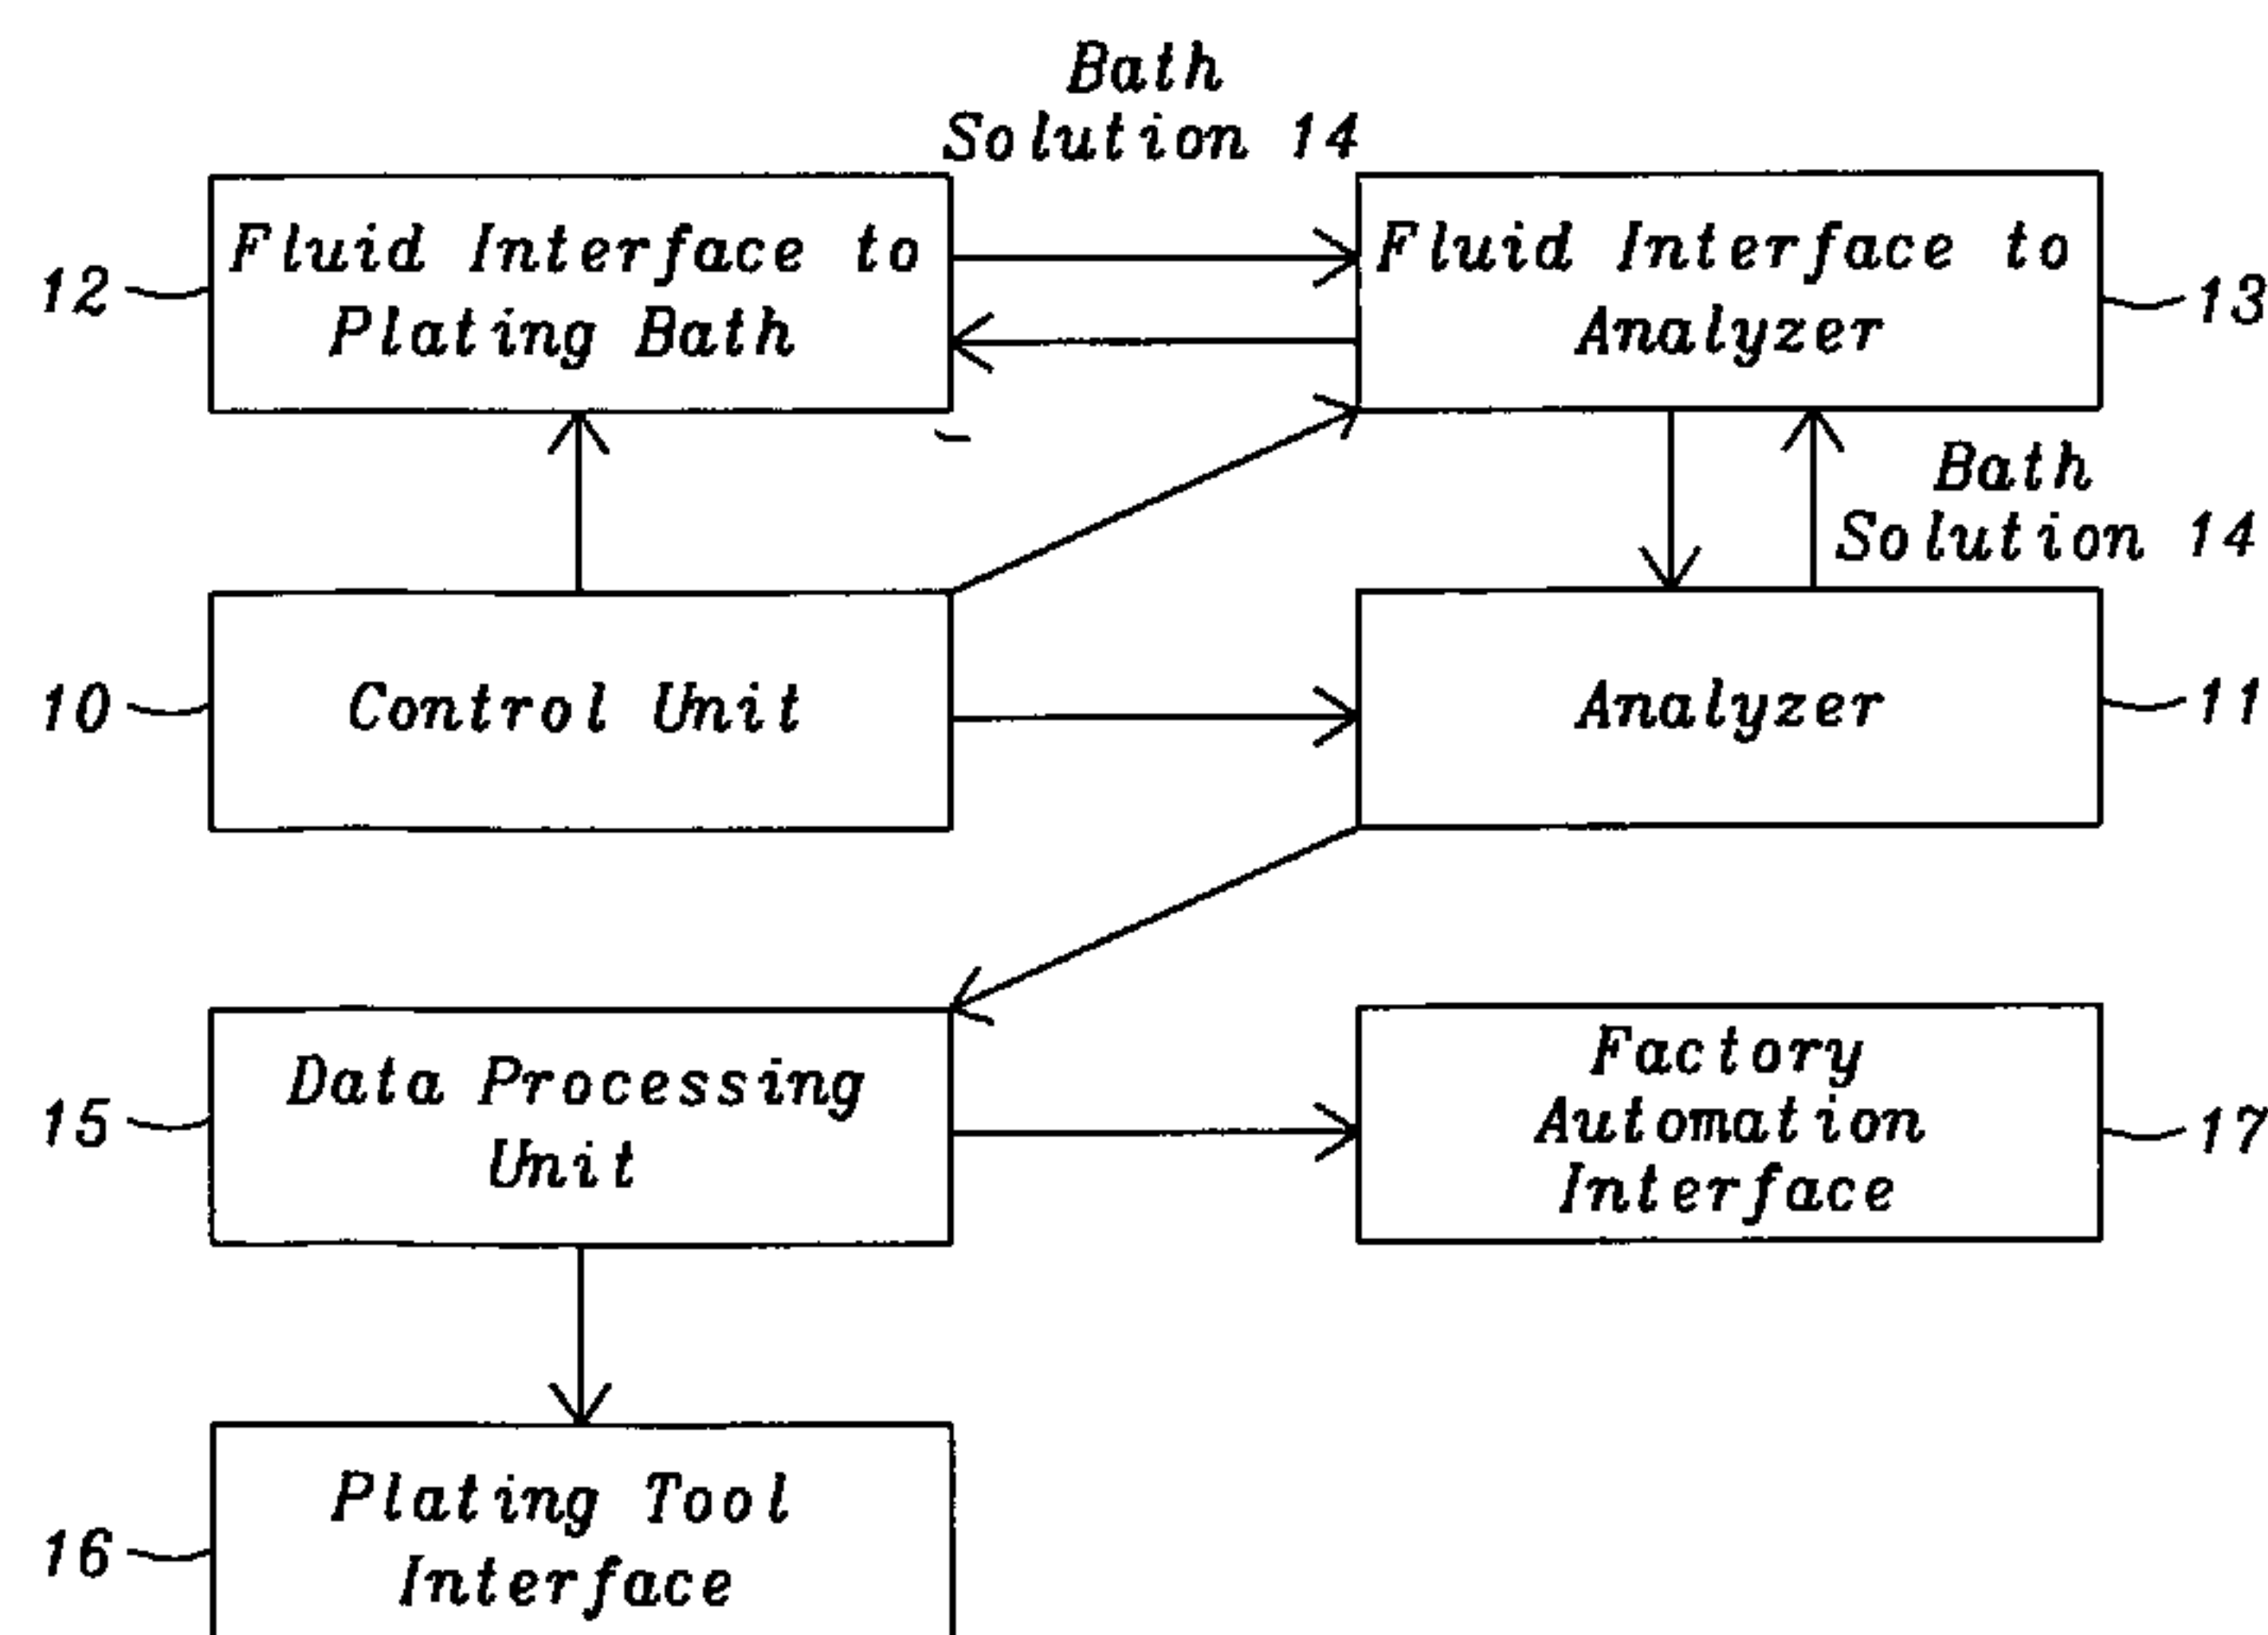 Bath
Solution 14
12
Fluid Interface to
Plating Bath
Fluid Interface to
Analyzer
13
Bath
Solution 14
10
Control Unit
Analyzer
11
15
Data Processing
Unit
Factory
Automation
Interface
17
16
Plating Tool
Interface